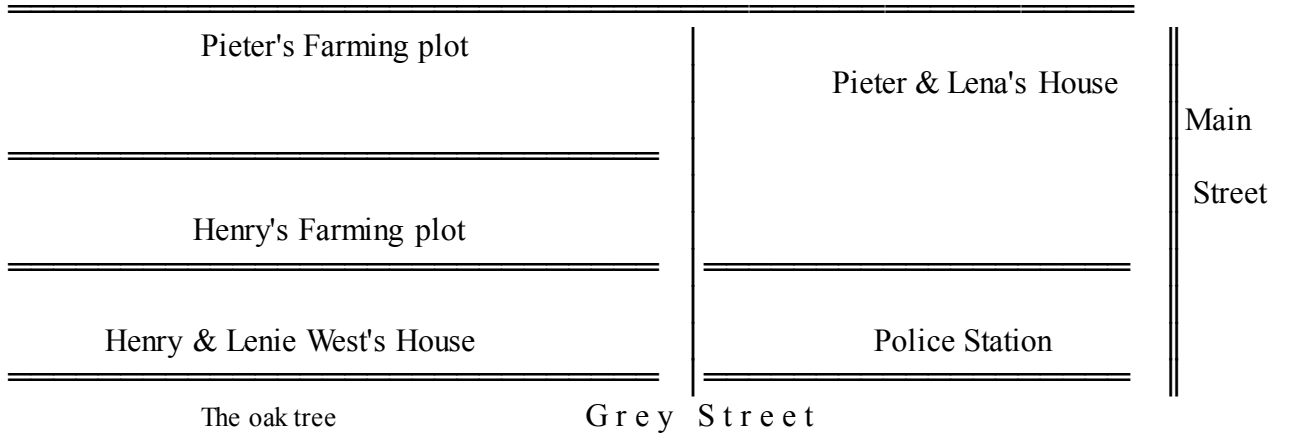 Pieter's Farming plot
Pieter & Lena's House
Main
Street
Henry's Farming plot
Henry & Lenie West's House
Police Station
The oak tree
Grey Street